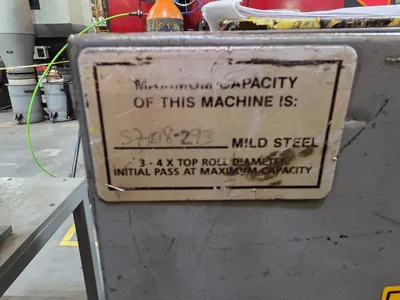 MAXIMUM CAPACITY
OF THIS MACHINE IS:
MILD STEEL
3 - 4 X TOP ROLL DIAMETER
INITIAL PASS AT MAXIMUM CAPACITY